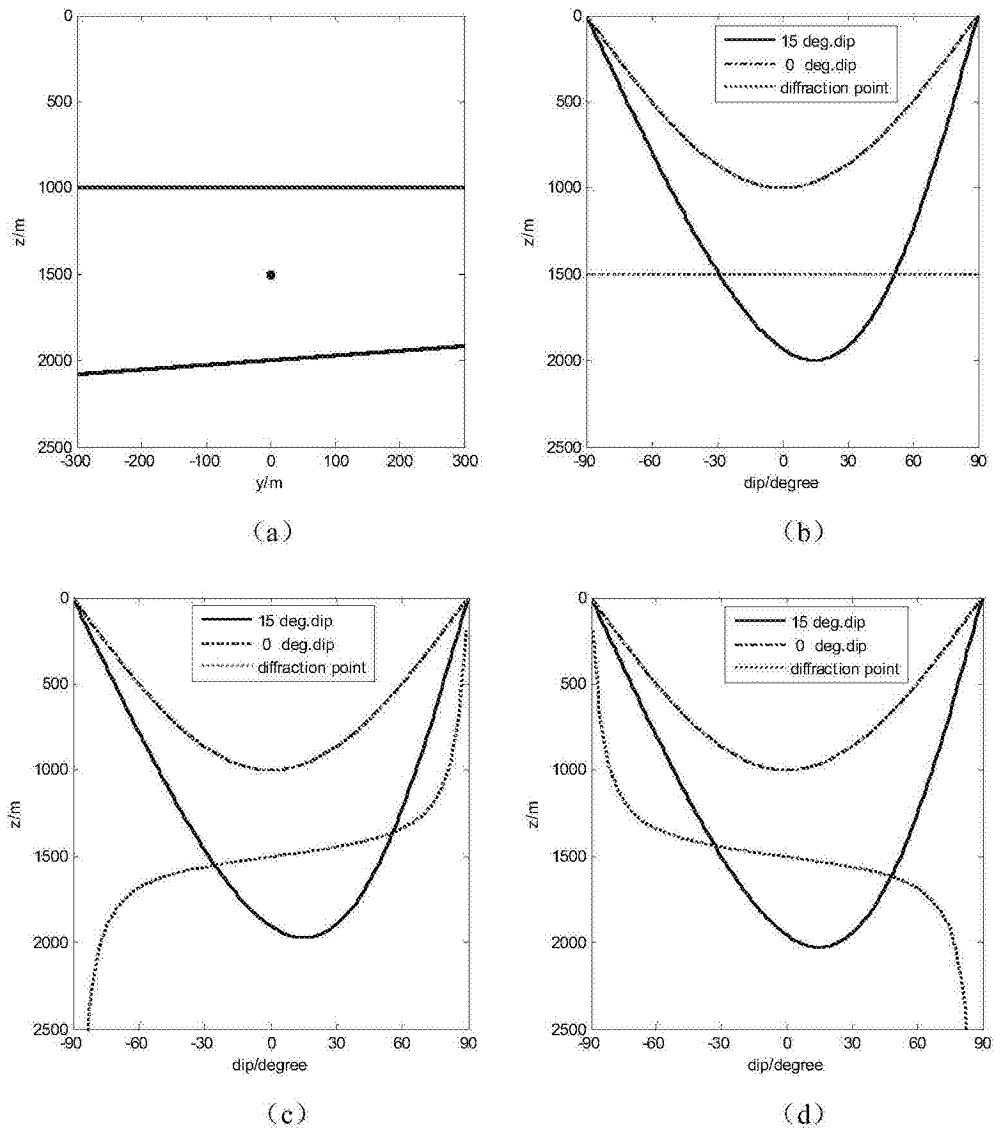 0
500
1000
1500
2000
2500
z/m
-300 -200 -100 0 100 200 300
y/m
(a)
0
500
1000
1500
2000
2500
z/m
15 deg.dip
0 deg.dip
diffraction point
-90 -60 -30 0 30 60 90
dip/degree
(b)
0
500
1000
1500
2000
2500
z/m
15 deg.dip
0 deg.dip
diffraction point
-90 -60 -30 0 30 60 90
dip/degree
(c)
0
500
1000
1500
2000
2500
z/m
15 deg.dip
0 deg.dip
diffraction point
-90 -60 -30 0 30 60 90
dip/degree
(d)